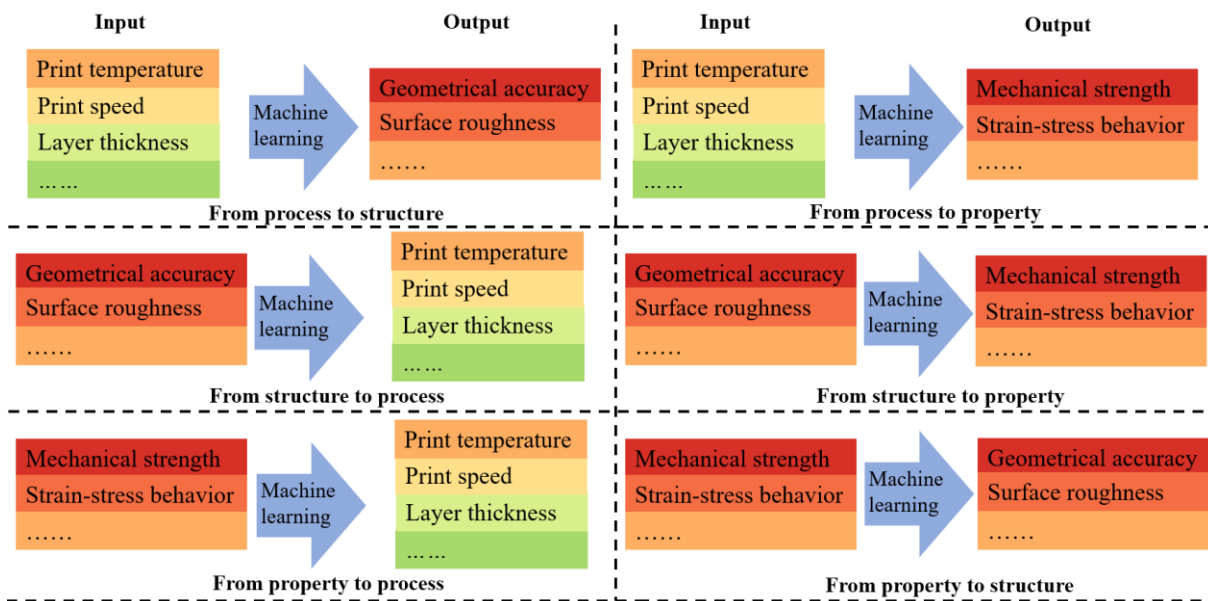 Input
Output
Print temperature
Print speed
Layer thickness
……
Machine
learning
Geometrical accuracy
Surface roughness
……
From process to structure
Input
Output
Print temperature
Print speed
Layer thickness
……
Machine
learning
Mechanical strength
Strain-stress behavior
……
From process to property
Geometrical accuracy
Surface roughness
……
Machine
learning
Print temperature
Print speed
Layer thickness
……
From structure to process
Geometrical accuracy
Surface roughness
……
Machine
learning
Mechanical strength
Strain-stress behavior
……
From structure to property
Mechanical strength
Strain-stress behavior
……
Machine
learning
Print temperature
Print speed
Layer thickness
……
From property to process
Mechanical strength
Strain-stress behavior
……
Machine
learning
Geometrical accuracy
Surface roughness
……
From property to structure